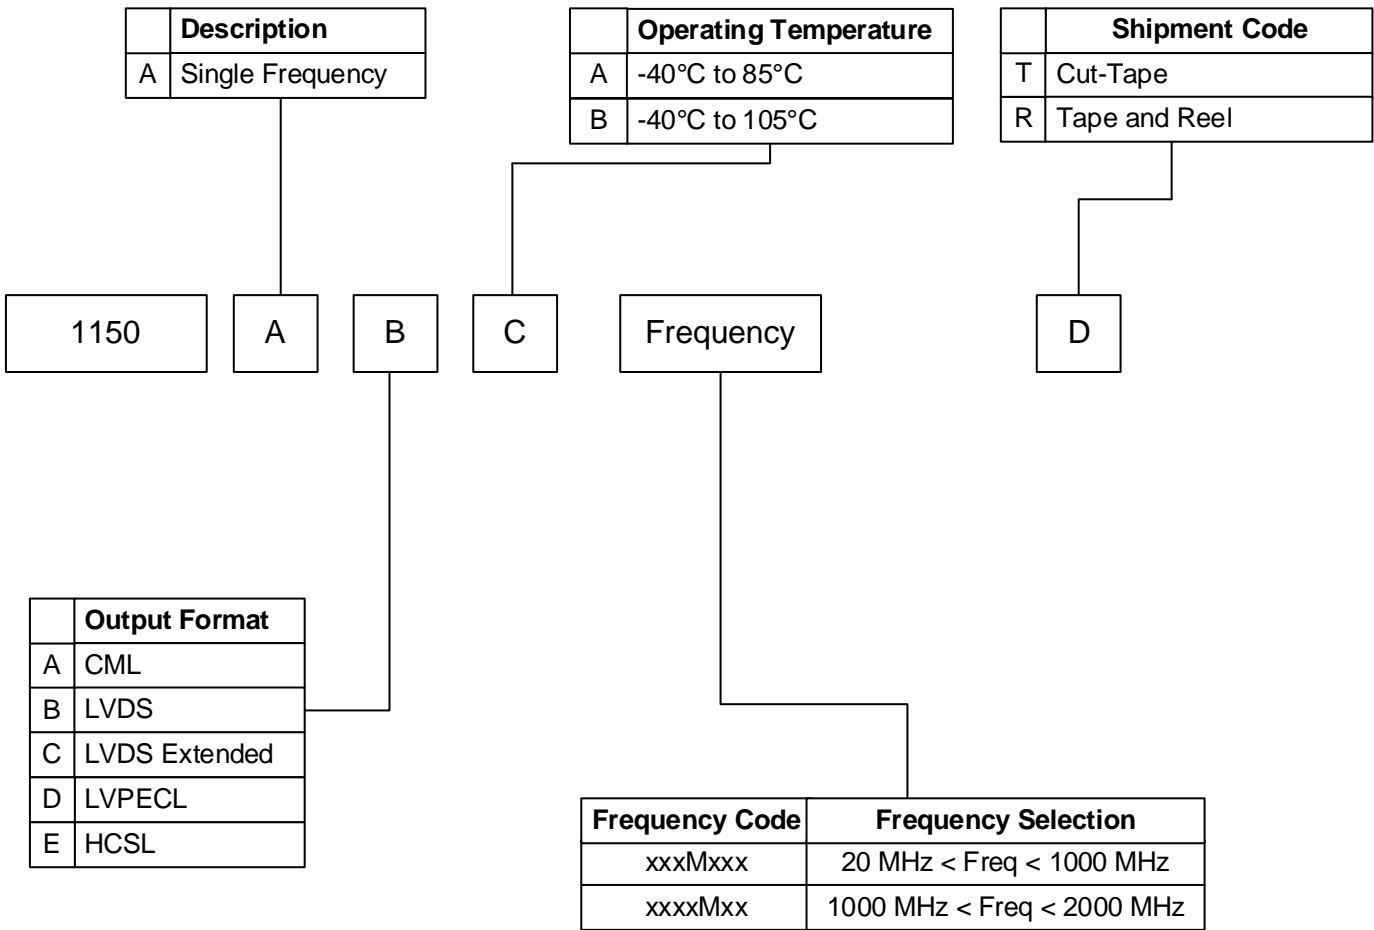 Description
A Single Frequency
Operating Temperature
A -40°C to 85°C
B -40°C to 105°C
Shipment Code
T Cut-Tape
R Tape and Reel
1150 A B C Frequency D
Output Format
A CML
B LVDS
C LVDS Extended
D LVPECL
E HCSL
Frequency Code Frequency Selection
xxxMxxx 20 MHz < Freq < 1000 MHz
xxxxMxx 1000 MHz < Freq < 2000 MHz